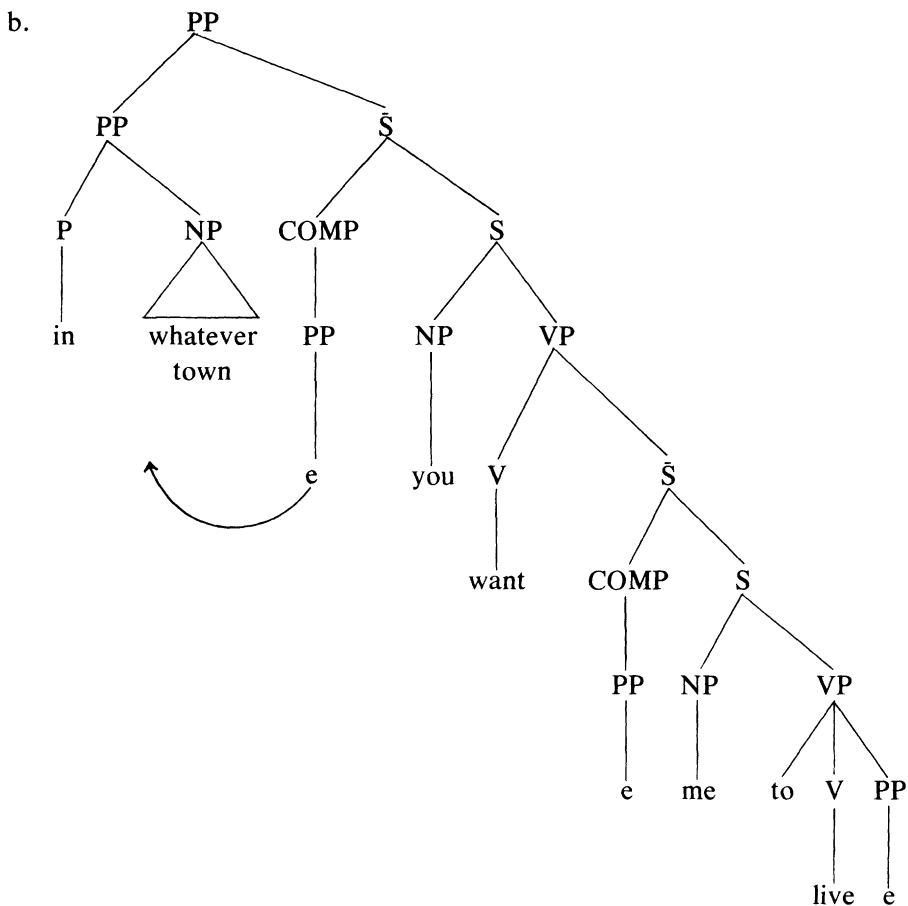 b. PP
PP S̄
P NP COMP S
in whatever PP NP VP
town
e you V S̄
want COMP S
PP NP VP
e me to V PP
live e